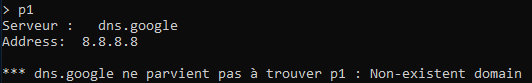 > p1
Serveur :   dns.google
Address:  8.8.8.8
*** dns.google ne parvient pas à trouver p1 : Non-existent domain